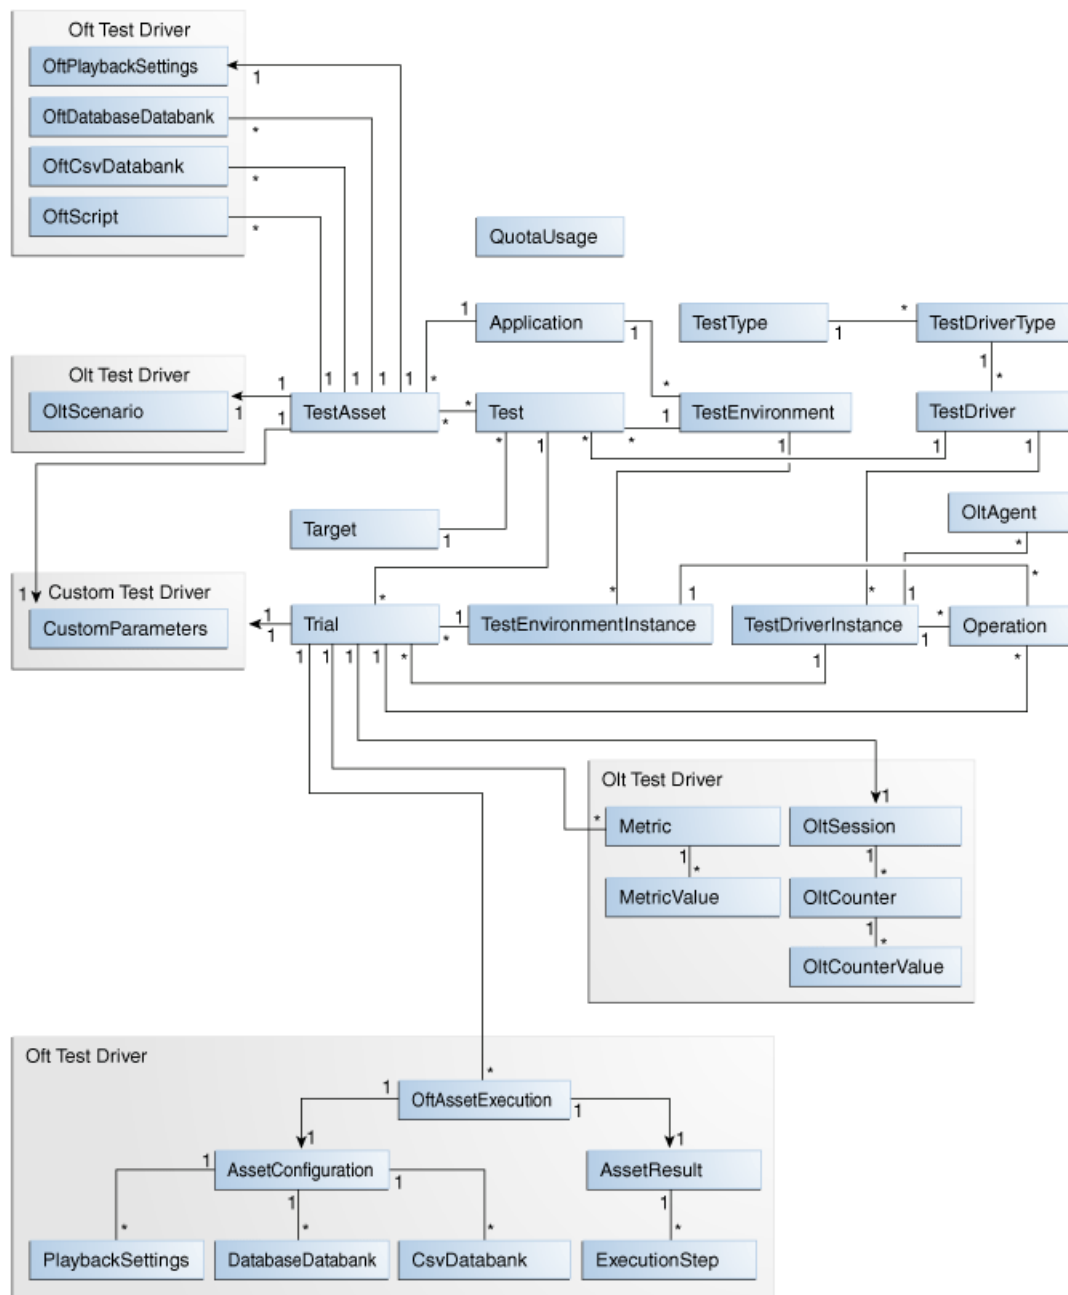 Oft Test Driver
OftPlaybackSettings
1
OftDatabaseDatabank
*
OftCsvDatabank
*
OftScript
*
QuotaUsage
1 Application 1
TestType 1
* TestDriverType
1
*
Olt Test Driver
OltScenario 1
1 1 1 1 1 *
1 TestAsset *
* Test 1
* * 1 *
* TestEnvironment 1
TestDriver
1 1
Target 1
OltAgent
*
Custom Test Driver
1
CustomParameters
1
*
1 Trial *
1 1 1 1 *
*
1 TestEnvironmentInstance
1
* 1
TestDriverInstance 1
1
*
* Operation
*
Olt Test Driver
1
* Metric
1
*
MetricValue
OltSession
1
*
OltCounter
1
*
OltCounterValue
Oft Test Driver
*
1 OftAssetExecution 1
1 1
1 AssetConfiguration 1
1
AssetResult
1
* * * *
PlaybackSettings
DatabaseDatabank
CsvDatabank
ExecutionStep